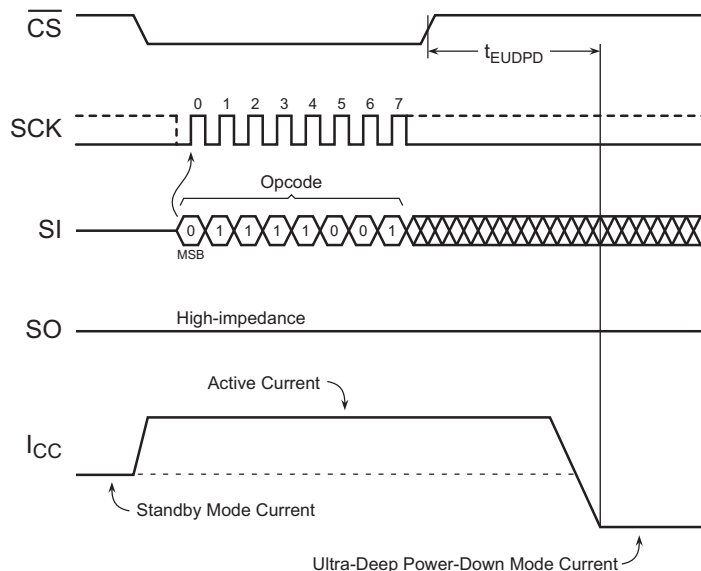 CS
tEUDPD
SCK
0 1 2 3 4 5 6 7
Opcode
SI
0 1 1 1 1 0 0 1
MSB
SO
High-impedance
Active Current
ICC
Standby Mode Current
Ultra-Deep Power-Down Mode Current